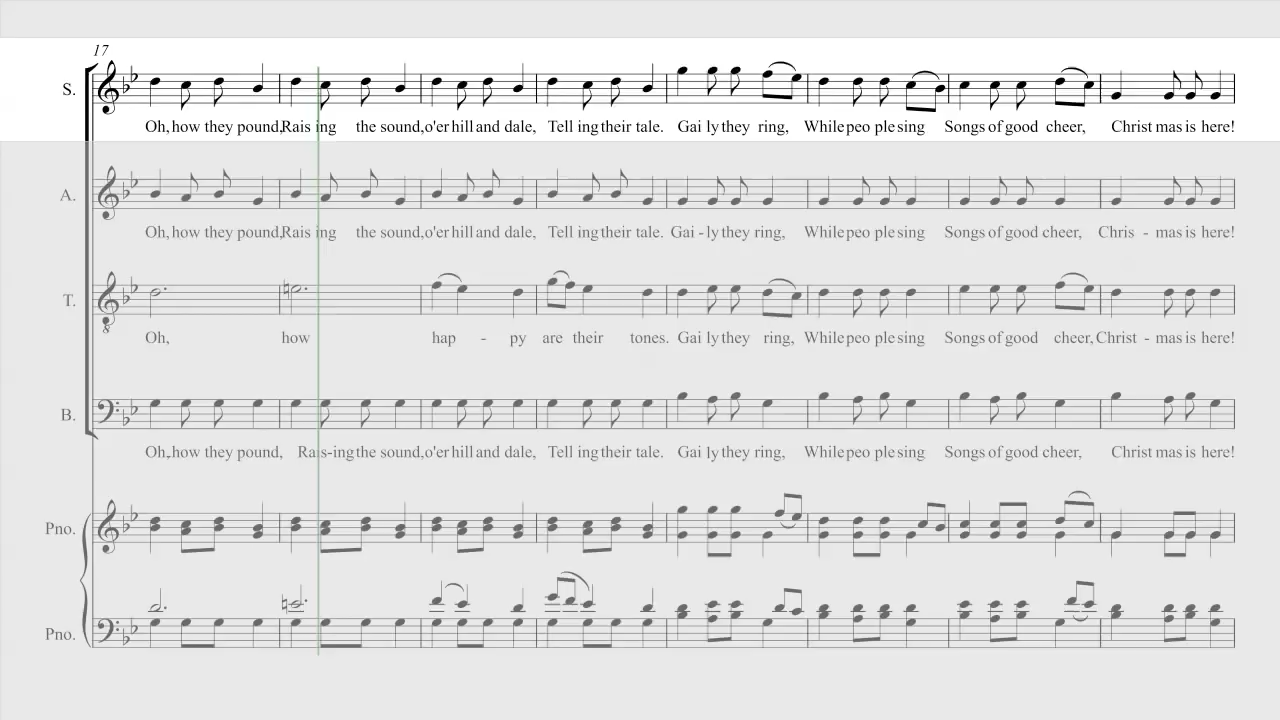 17
S.
Oh, how they pound, Rais ing the sound, o'er hill and dale, Tell ing their tale. Gai ly they ring, While peo ple sing Songs of good cheer, Christ mas is here!
A.
Oh, how they pound, Rais ing the sound, o'er hill and dale, Tell ing their tale. Gai - ly they ring, While peo ple sing Songs of good cheer, Chris - mas is here!
T.
8
Oh, how hap - py are their tones. Gai ly they ring, While peo ple sing Songs of good cheer, Christ - mas is here!
B.
Oh, how they pound, Rais-ing the sound, o'er hill and dale, Tell ing their tale. Gai ly they ring, While peo ple sing Songs of good cheer, Christ mas is here!
Pno.
Pno.